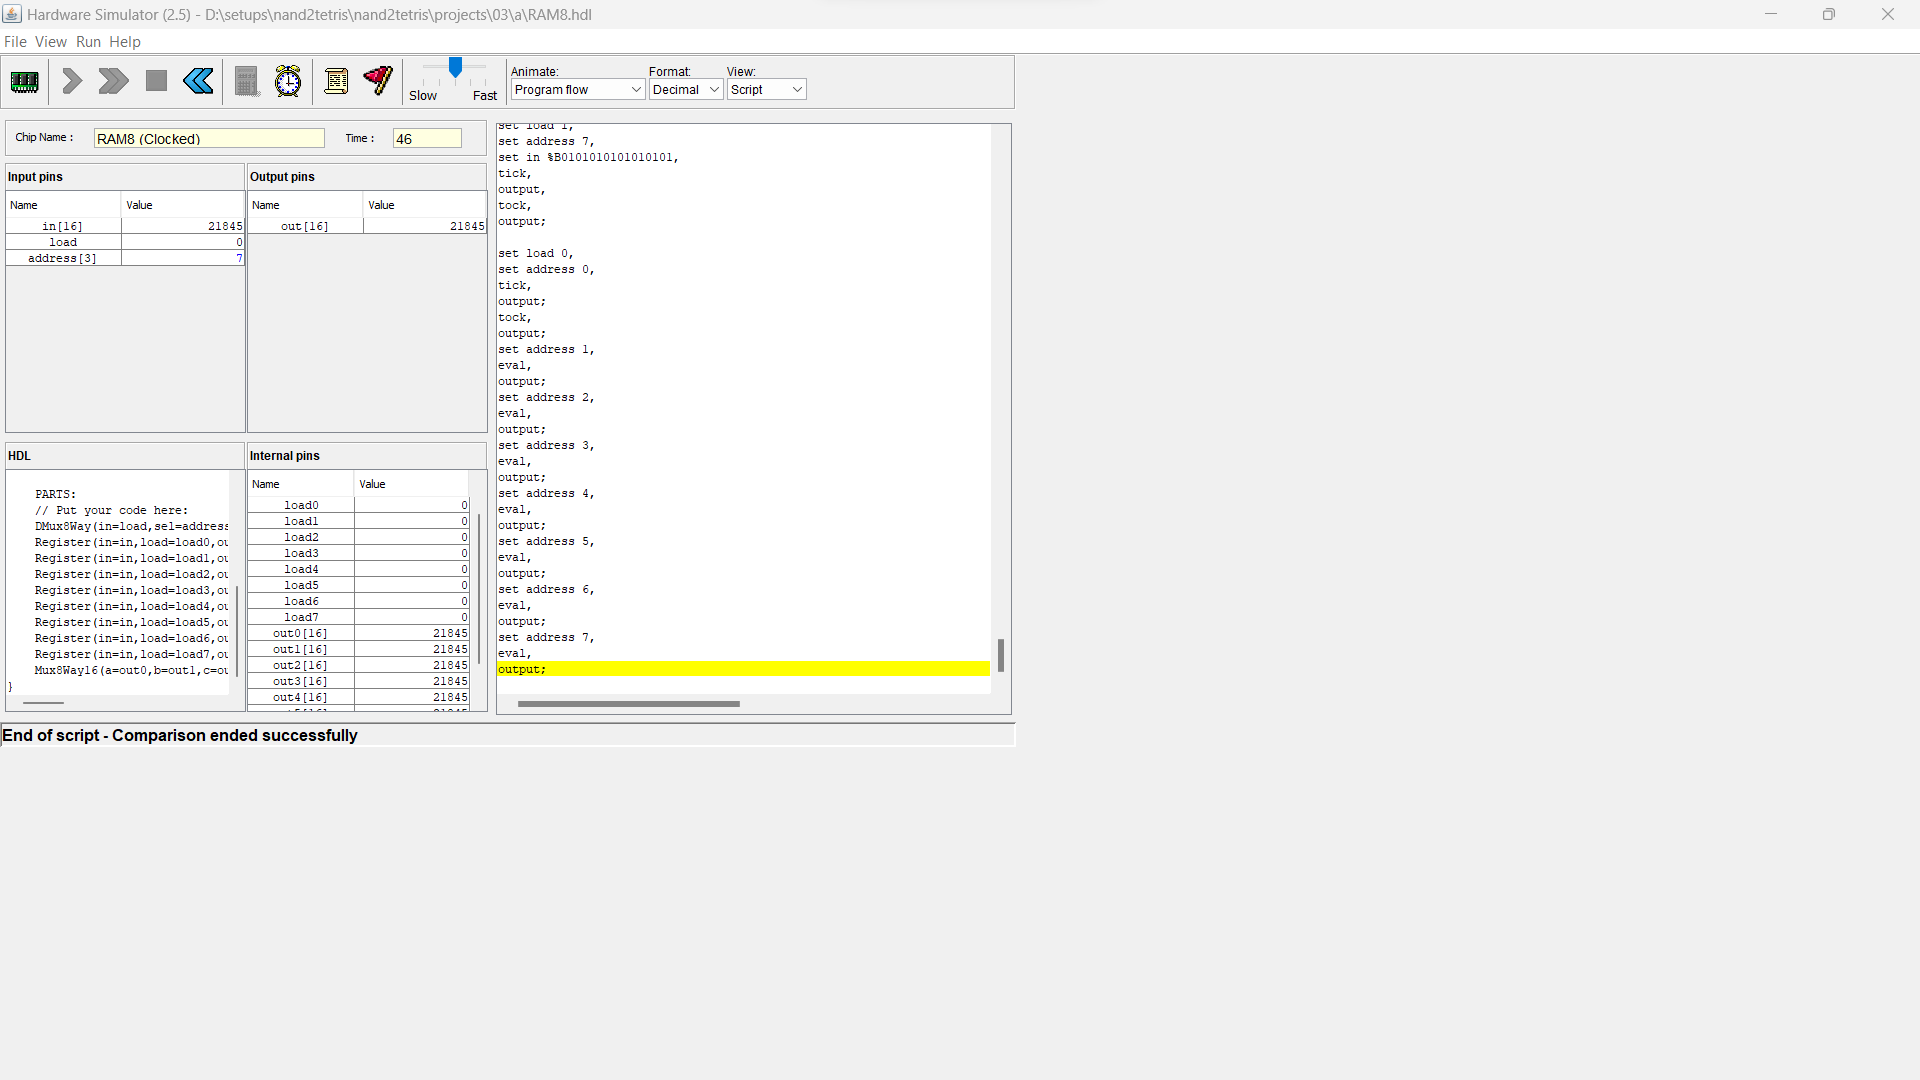 Hardware Simulator (2.5) - D:\setups\nand2tetris\nand2tetris\projects\03\a\RAM8.hdl
File View Run Help
Slow Fast
Animate: Format: View:
Program flow Decimal Script
Chip Name : RAM8 (Clocked) Time : 46
Input pins
Name Value
in[16] 21845
load 0
address[3] 7
Output pins
Name Value
out[16] 21845
HDL
PARTS:
// Put your code here:
DMux8Way(in=load,sel=address
Register(in=in,load=load0,ou
Register(in=in,load=load1,ou
Register(in=in,load=load2,ou
Register(in=in,load=load3,ou
Register(in=in,load=load4,ou
Register(in=in,load=load5,ou
Register(in=in,load=load6,ou
Register(in=in,load=load7,ou
Mux8Way16(a=out0,b=out1,c=ou
}
Internal pins
Name Value
load0 0
load1 0
load2 0
load3 0
load4 0
load5 0
load6 0
load7 0
out0[16] 21845
out1[16] 21845
out2[16] 21845
out3[16] 21845
out4[16] 21845
set load 1,
set address 7,
set in %B0101010101010101,
tick,
output,
tock,
output;
set load 0,
set address 0,
tick,
output;
tock,
output;
set address 1,
eval,
output;
set address 2,
eval,
output;
set address 3,
eval,
output;
set address 4,
eval,
output;
set address 5,
eval,
output;
set address 6,
eval,
output;
set address 7,
eval,
output;
End of script - Comparison ended successfully